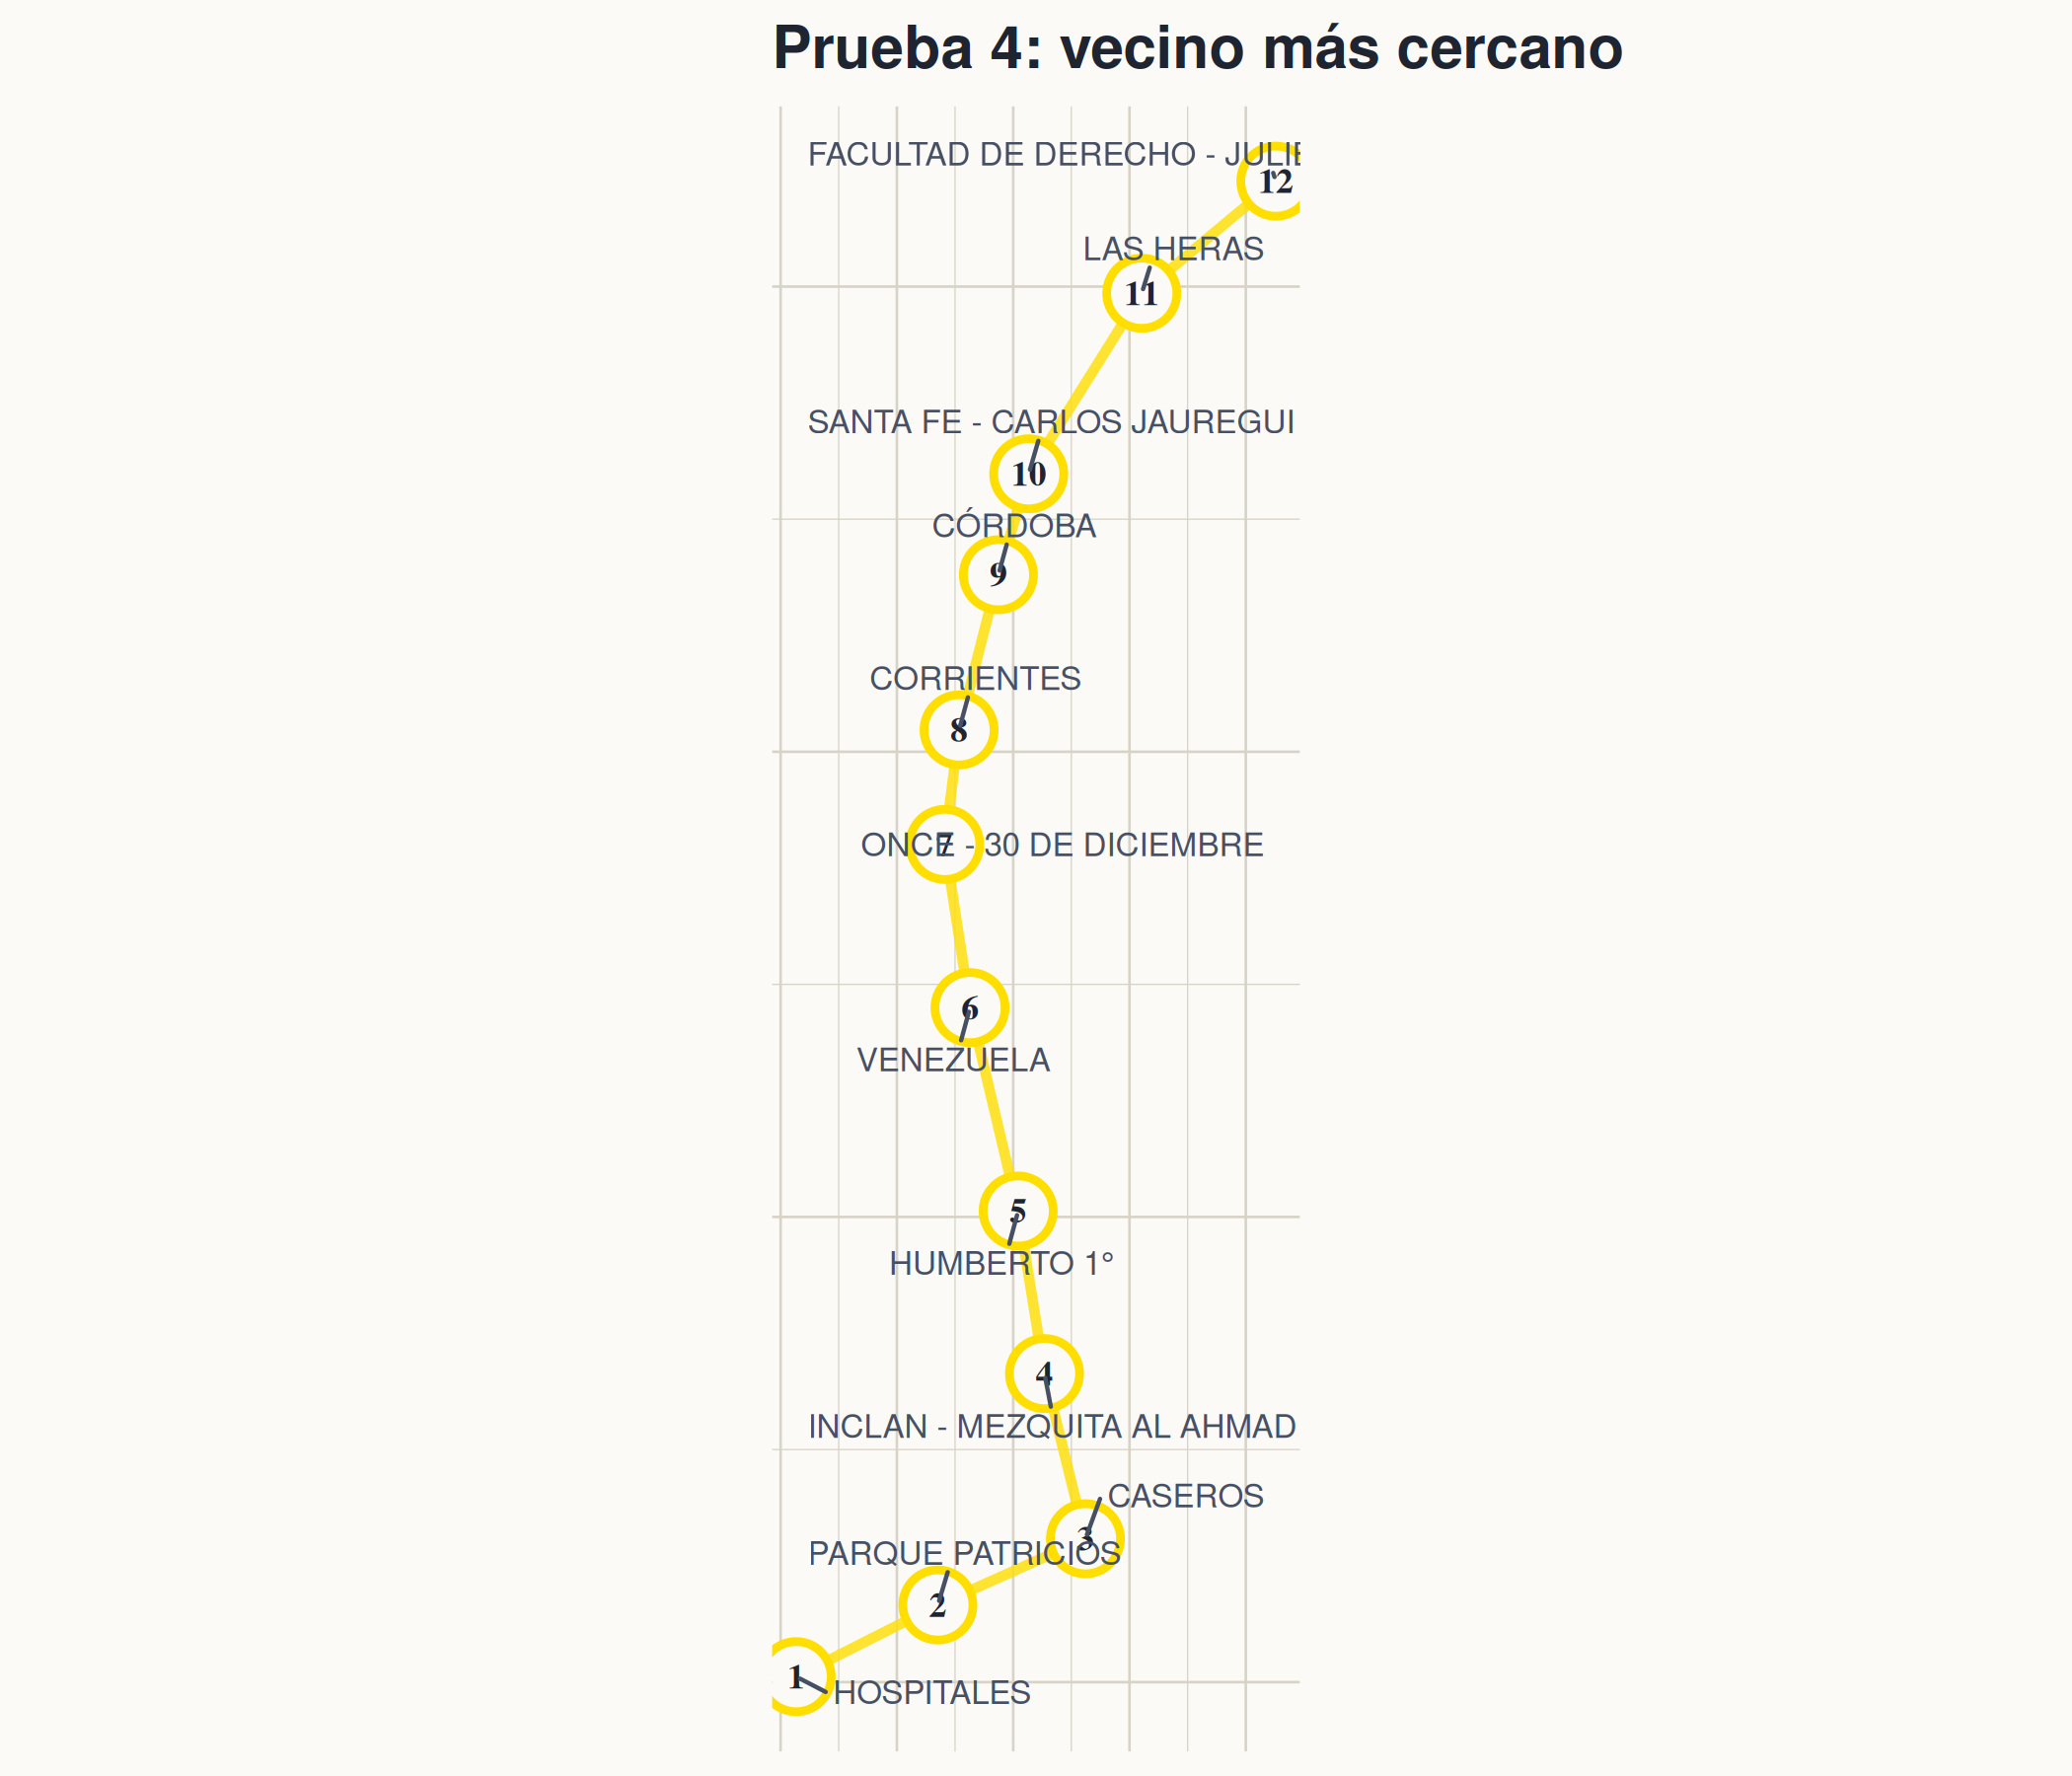 Prueba 4: vecino más cercano
FACULTAD DE DERECHO - JULIE
12
LAS HERAS
11
SANTA FE - CARLOS JAUREGUI
10
CÓRDOBA
9
CORRIENTES
8
ONCE - 30 DE DICIEMBRE
7
6
VENEZUELA
5
HUMBERTO 1°
4
INCLAN - MEZQUITA AL AHMAD
CASEROS
3
PARQUE PATRICIOS
2
1
HOSPITALES